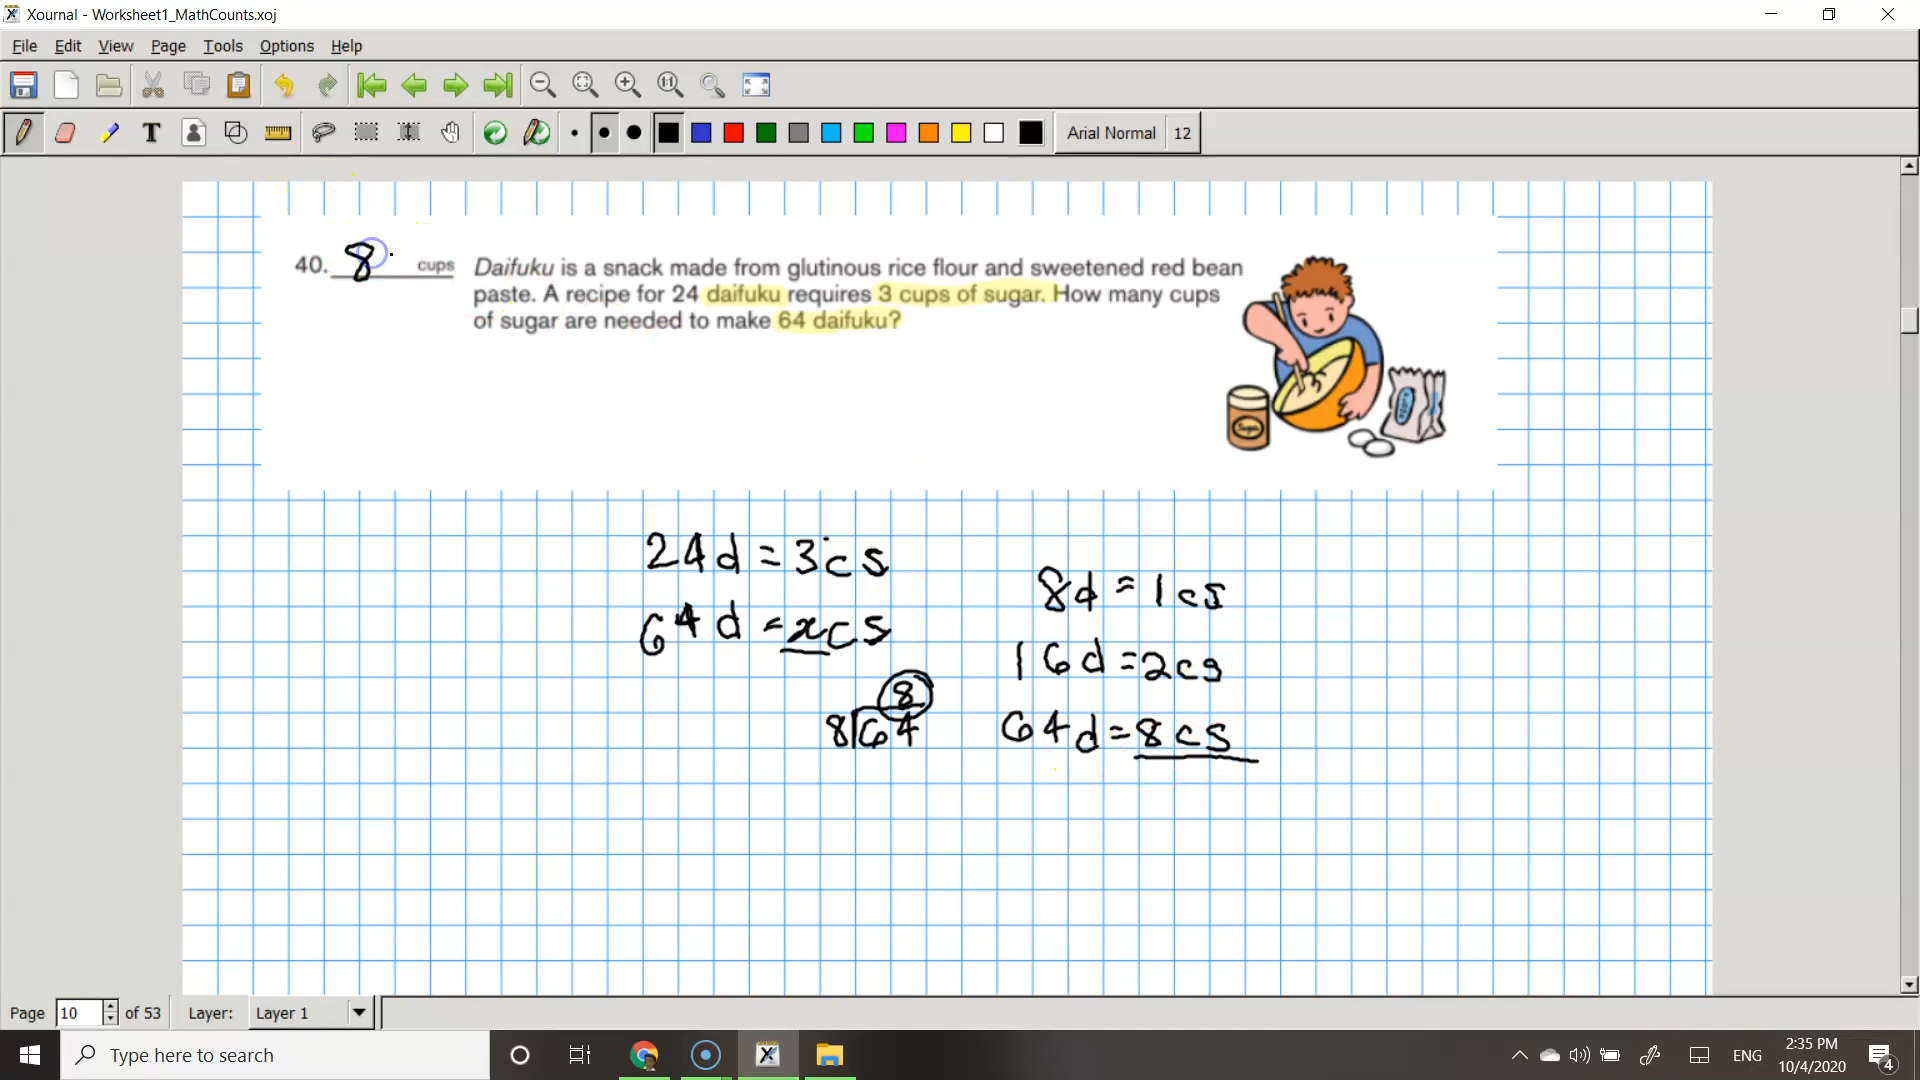 Xournal - Worksheet1_MathCounts.xoj
File Edit View Page Tools Options Help
Arial Normal 12
40. 8 cups Daifuku is a snack made from glutinous rice flour and sweetened red bean
paste. A recipe for 24 daifuku requires 3 cups of sugar. How many cups
of sugar are needed to make 64 daifuku?
Sugar
24d = 3cs
64d = xcs
8
8 64
8d = 1cs
16d = 2cs
64d = 8cs
Page 10 of 53 Layer: Layer 1
Type here to search
ENG
2:35 PM
10/4/2020
4